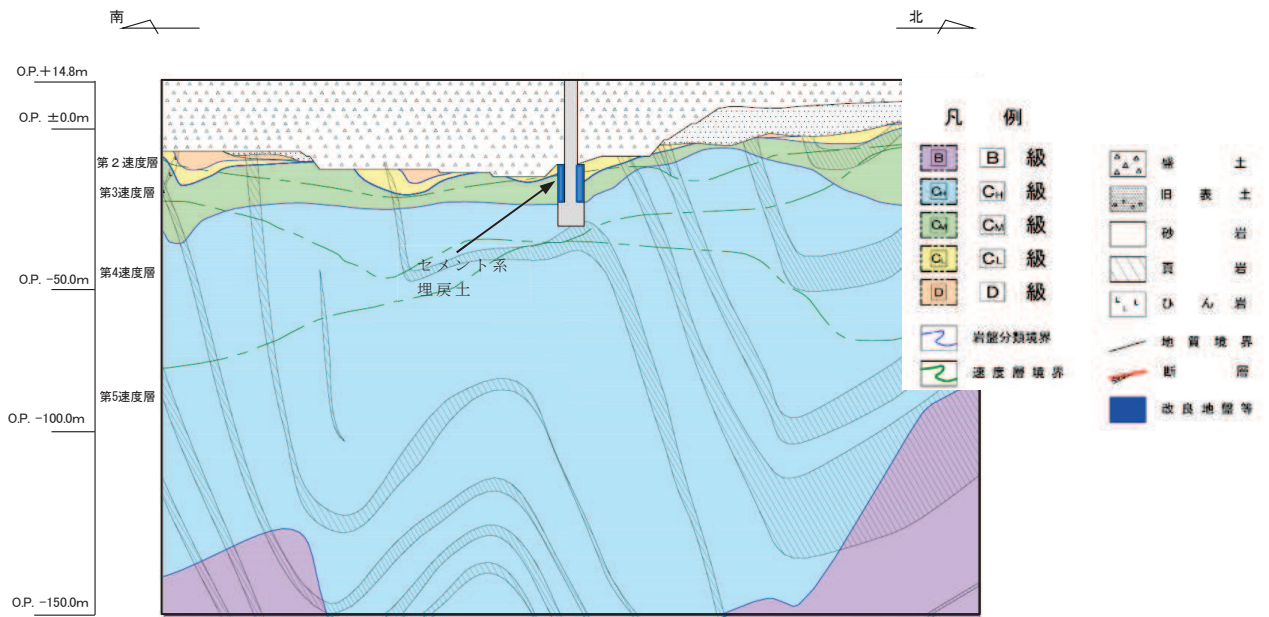 南
北
O.P.+14.8m
O.P. ±0.0m
第2速度層
第3速度層
第4速度層
O.P. -50.0m
第5速度層
O.P. -100.0m
O.P. -150.0m
セメント系
埋戻土
凡 例
B B 級
CH CH 級
CM CM 級
CL CL 級
D D 級
岩盤分類境界
速度層境界
盛 土
旧 表 土
砂 岩
頁 岩
ひ ん 岩
地 質 境 界
断 層
改 良 地 盤 等